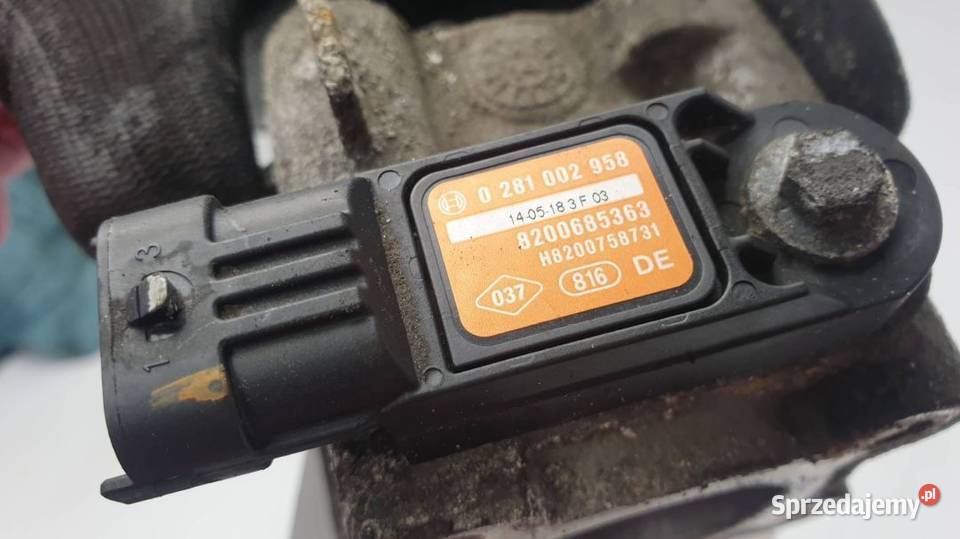 0 281 002 958
14-05-18 3 F 03
8200685363
H8200758731
037 816 DE
3
1
Sprzedajemy.pl